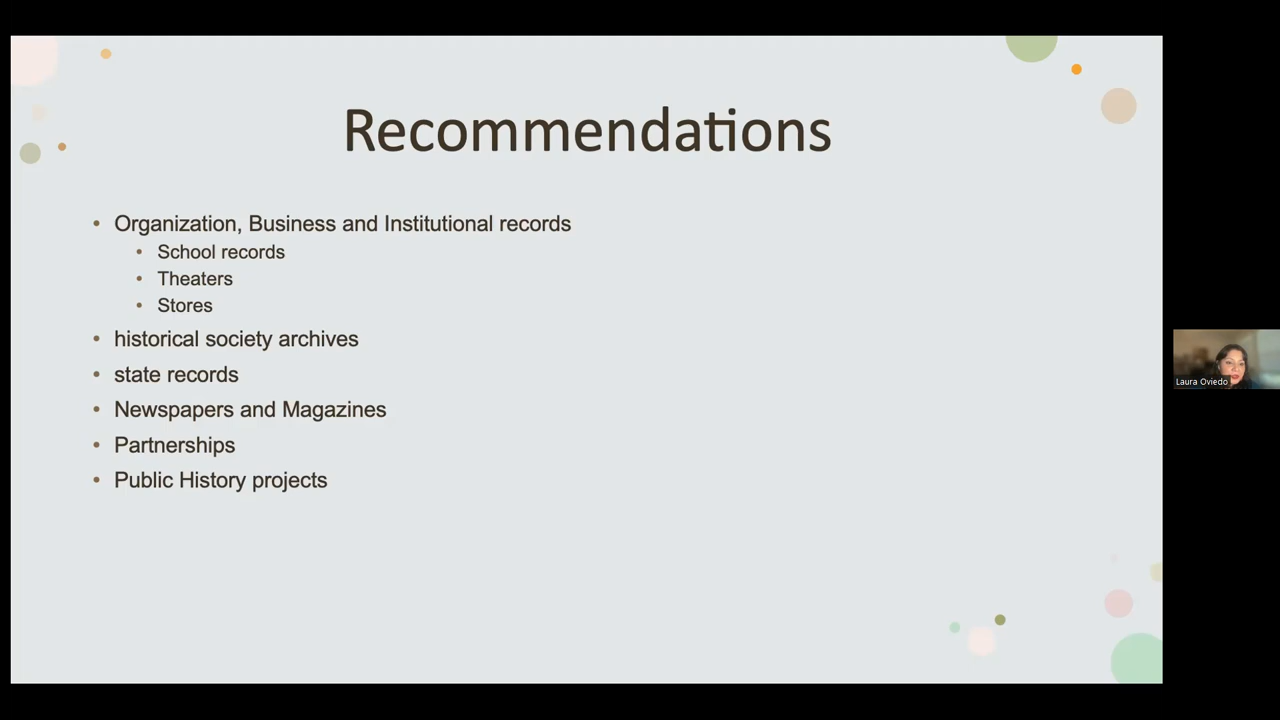 Recommendations
• Organization, Business and Institutional records
• School records
• Theaters
• Stores
• historical society archives
• state records
• Newspapers and Magazines
• Partnerships
• Public History projects
Laura Oviedo